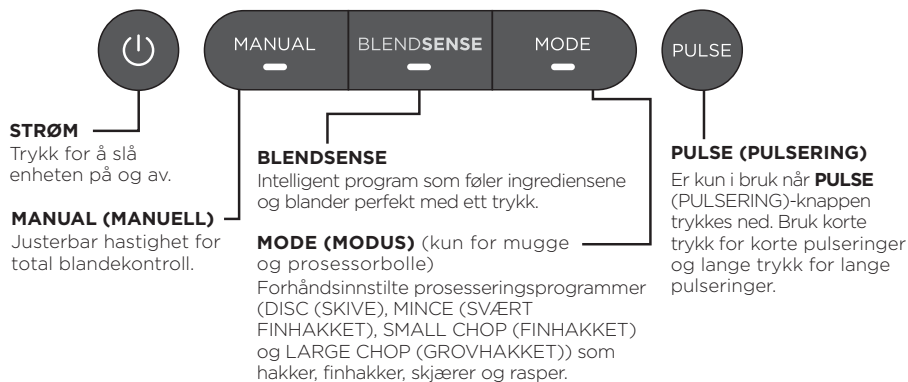 MANUAL
BLENDSENSE
MODE
PULSE
STRØM
Trykk for å slå
enheten på og av.
MANUAL (MANUELL)
Justerbar hastighet for
total blandekontroll.
BLENDSENSE
Intelligent program som føler ingrediensene
og blander perfekt med ett trykk.
MODE (MODUS) (kun for mugge
og prosessorbolle)
Forhåndsinnstilte prosesseringsprogrammer
(DISC (SKIVE), MINCE (SVÆRT
FINHAKKET), SMALL CHOP (FINHAKKET)
og LARGE CHOP (GROVHAKKET)) som
hakker, finhakker, skjærer og rasper.
PULSE (PULSERING)
Er kun i bruk når PULSE
(PULSERING)-knappen
trykkes ned. Bruk korte
trykk for korte pulseringer
og lange trykk for lange
pulseringer.